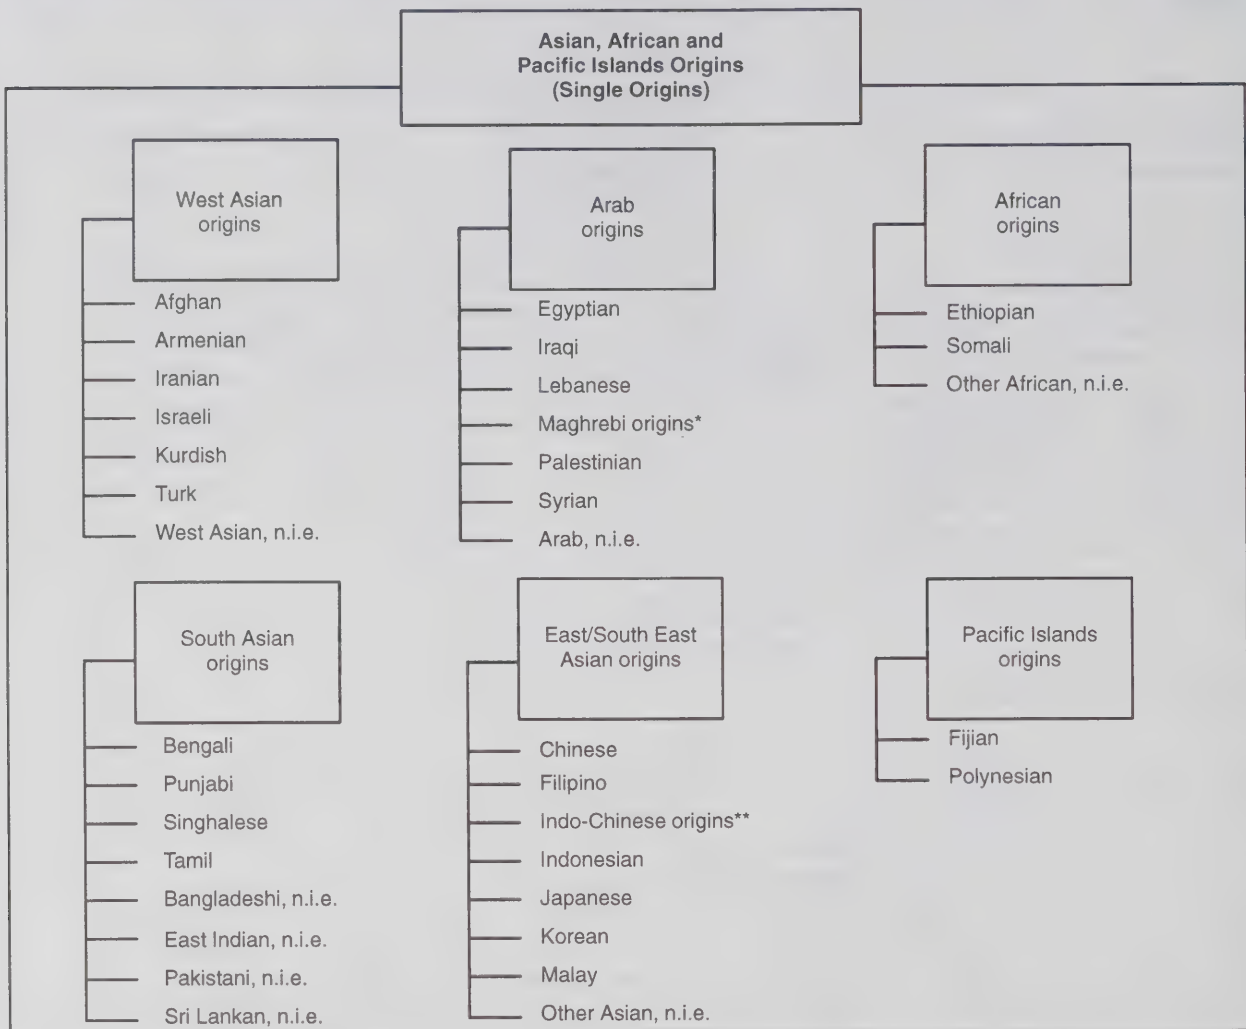 Asian, African and
Pacific Islands Origins
(Single Origins)
West Asian
origins
Afghan
Armenian
Iranian
Israeli
Kurdish
Turk
West Asian, n.i.e.
Arab
origins
Egyptian
Iraqi
Lebanese
Maghrebi origins*
Palestinian
Syrian
Arab, n.i.e.
African
origins
Ethiopian
Somali
Other African, n.i.e.
South Asian
origins
Bengali
Punjabi
Singhalese
Tamil
Bangladeshi, n.i.e.
East Indian, n.i.e.
Pakistani, n.i.e.
Sri Lankan, n.i.e.
East/South East
Asian origins
Chinese
Filipino
Indo-Chinese origins**
Indonesian
Japanese
Korean
Malay
Other Asian, n.i.e.
Pacific Islands
origins
Fijian
Polynesian